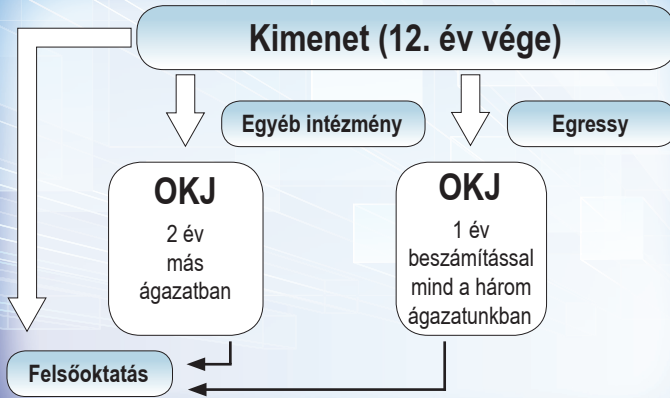 Kimenet (12. év vége)
Egyéb intézmény
Egressy
OKJ
2 év
más
ágazatban
OKJ
1 év
beszámítással
mind a három
ágazatunkban
Felsőoktatás